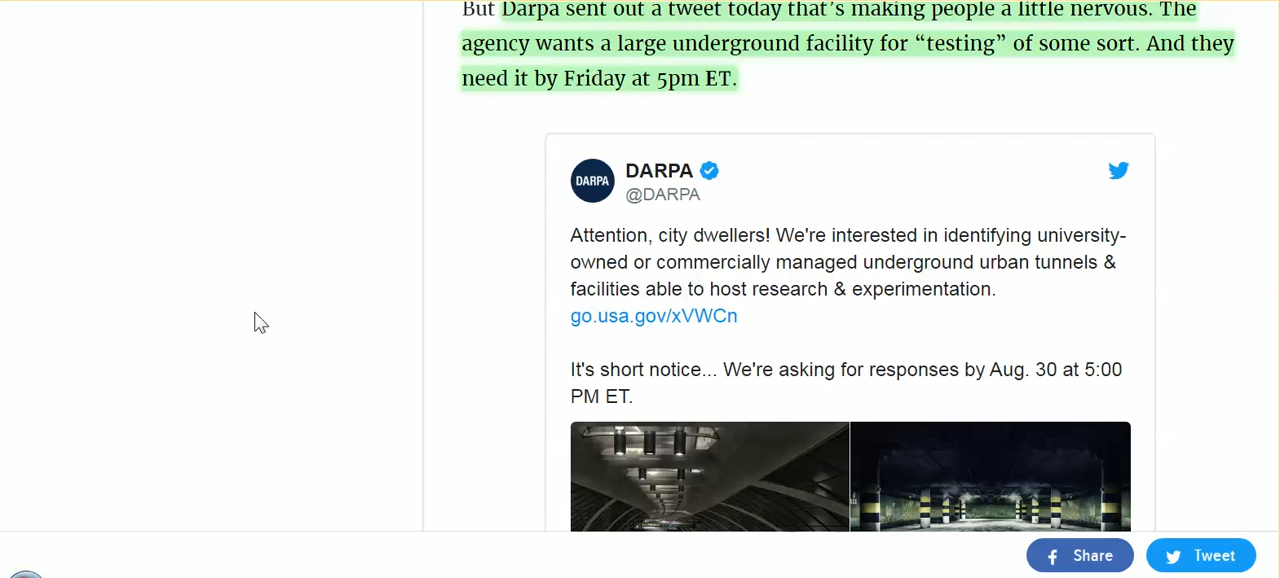 But Darpa sent out a tweet today that’s making people a little nervous. The
agency wants a large underground facility for “testing” of some sort. And they
need it by Friday at 5pm ET.
DARPA
DARPA
@DARPA
Attention, city dwellers! We're interested in identifying university-
owned or commercially managed underground urban tunnels &
facilities able to host research & experimentation.
go.usa.gov/xVWCn
It's short notice... We're asking for responses by Aug. 30 at 5:00
PM ET.
Share
Tweet